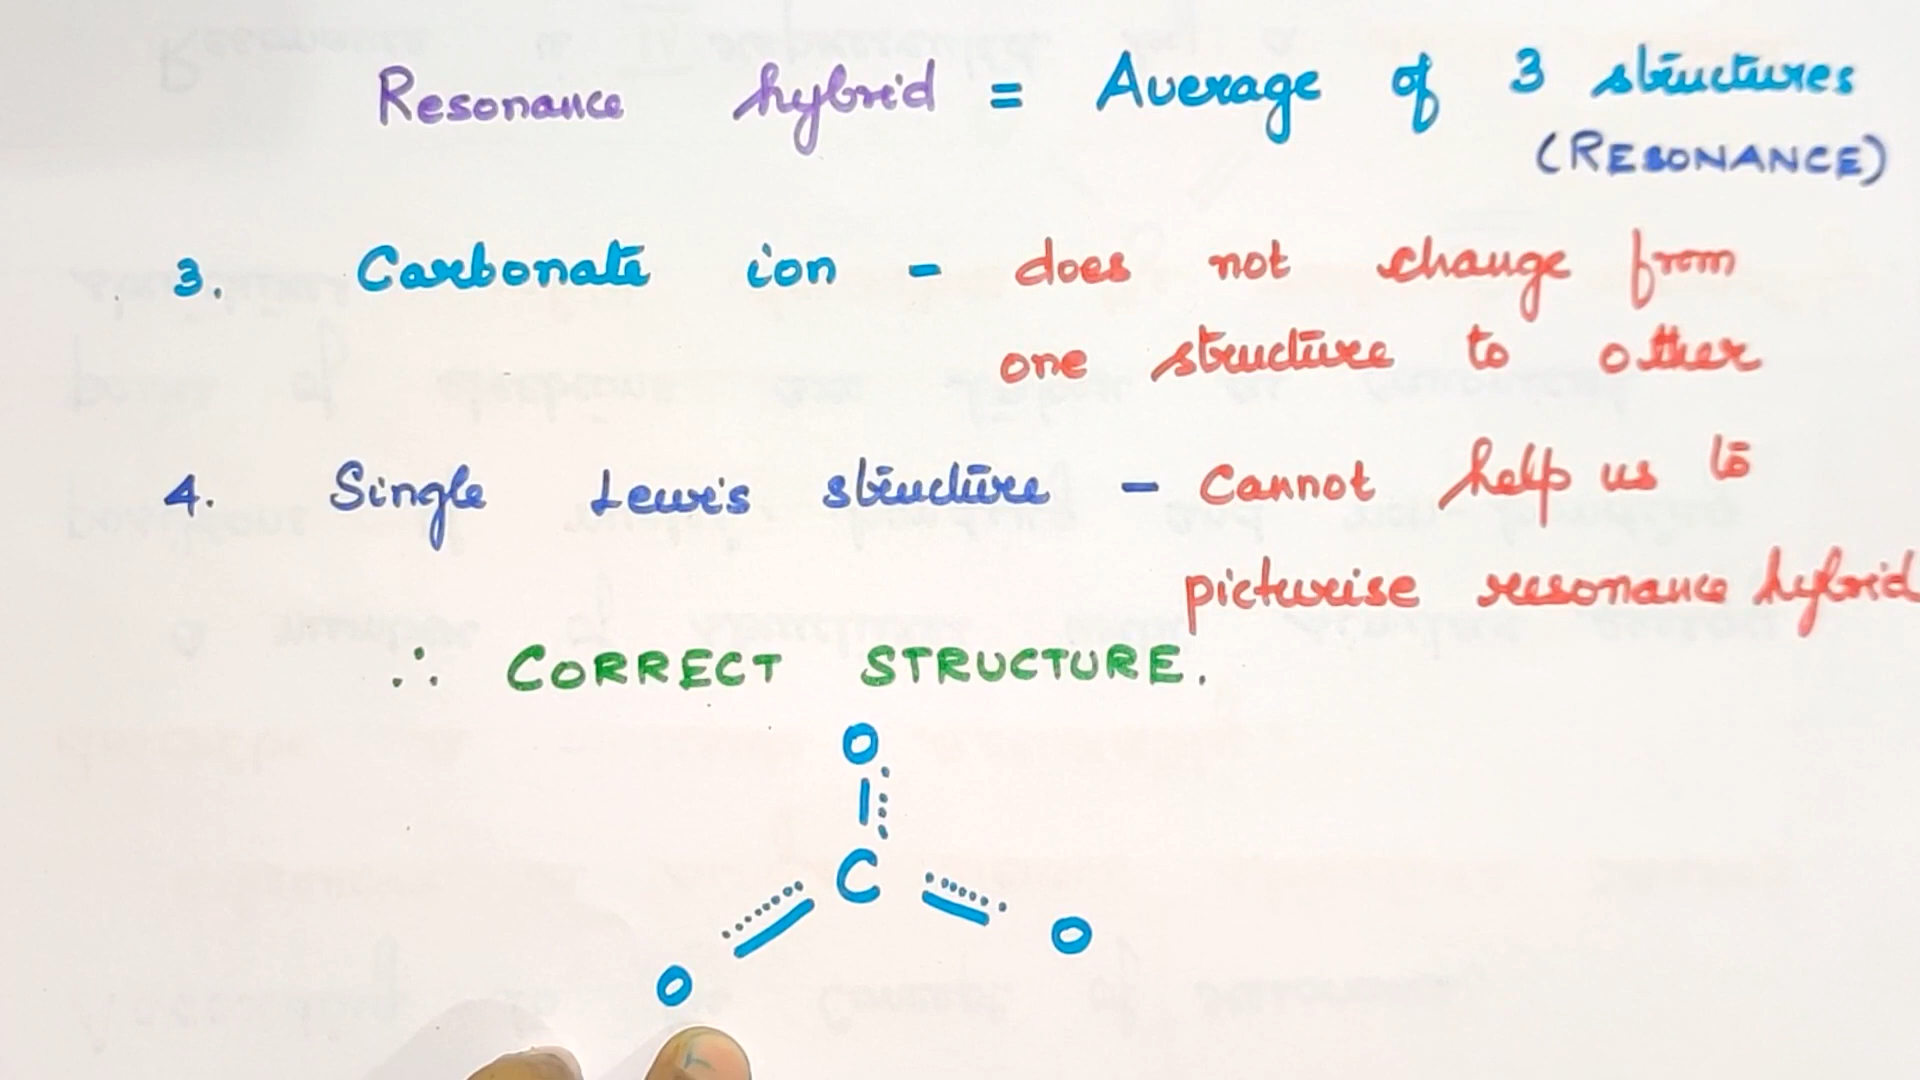 Resonance hybrid = Average of 3 structures
(RESONANCE)
3. Carbonate ion - does not change from
one structure to other
4. Single Lewis structure - Cannot help us to
picturise resonance hybrid
∴ CORRECT STRUCTURE.
O
C
O
O